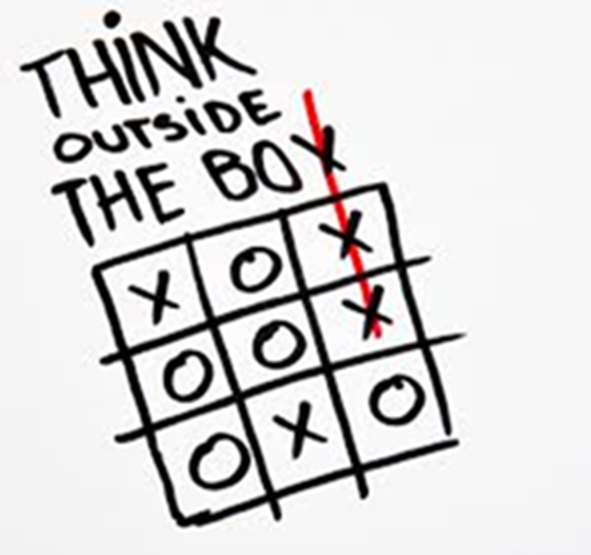 THINK
OUTSIDE
THE BOX
X O X
O O X
O X O